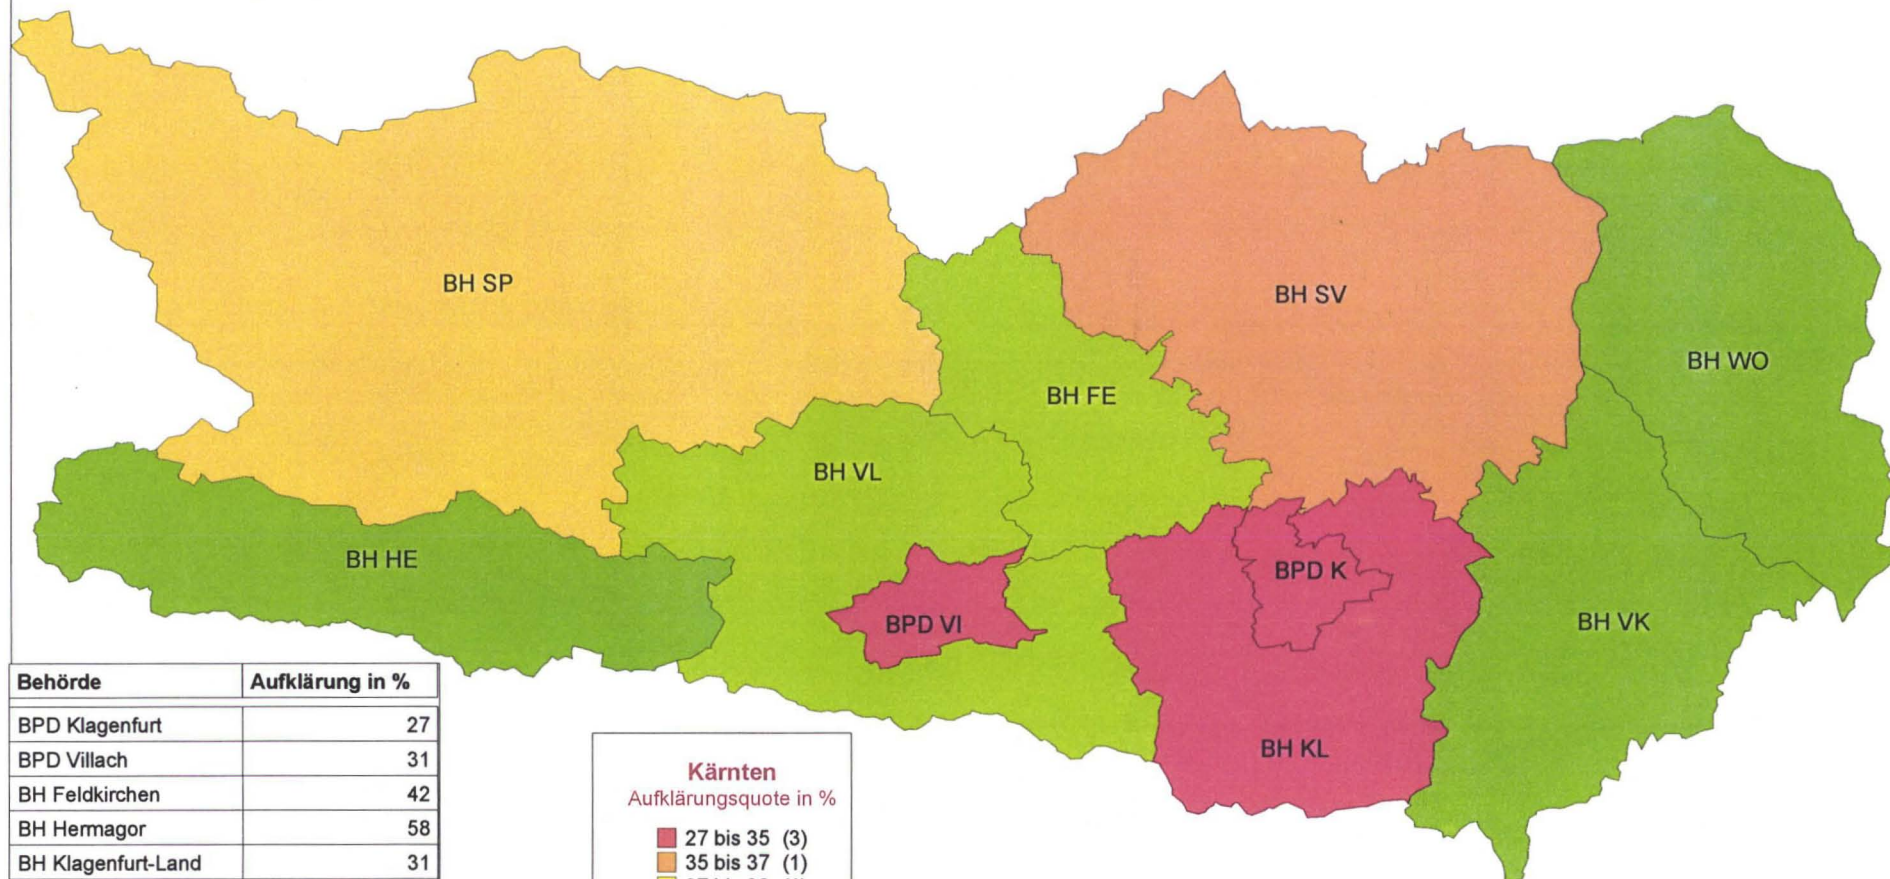 BH SP
BH SV
BH WO
BH FE
BH VL
BH HE
BPD K
BPD VI
BH VK
BH KL
Behörde Aufklärung in %
BPD Klagenfurt 27
BPD Villach 31
BH Feldkirchen 42
BH Hermagor 58
BH Klagenfurt-Land 31
Kärnten
Aufklärungsquote in %
27 bis 35 (3)
35 bis 37 (1)